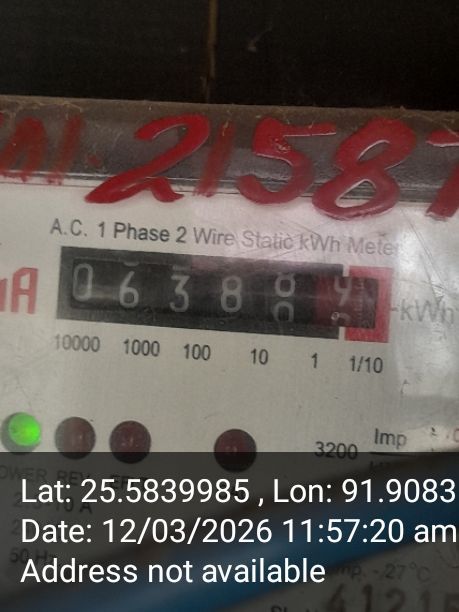 21587
A.C. 1 Phase 2 Wire Static kWh Meter
0 6 3 8 8 9 kWh
10000 1000 100 10 1 1/10
3200 Imp
Lat: 25.5839985 , Lon: 91.9083
Date: 12/03/2026 11:57:20 am
Address not available